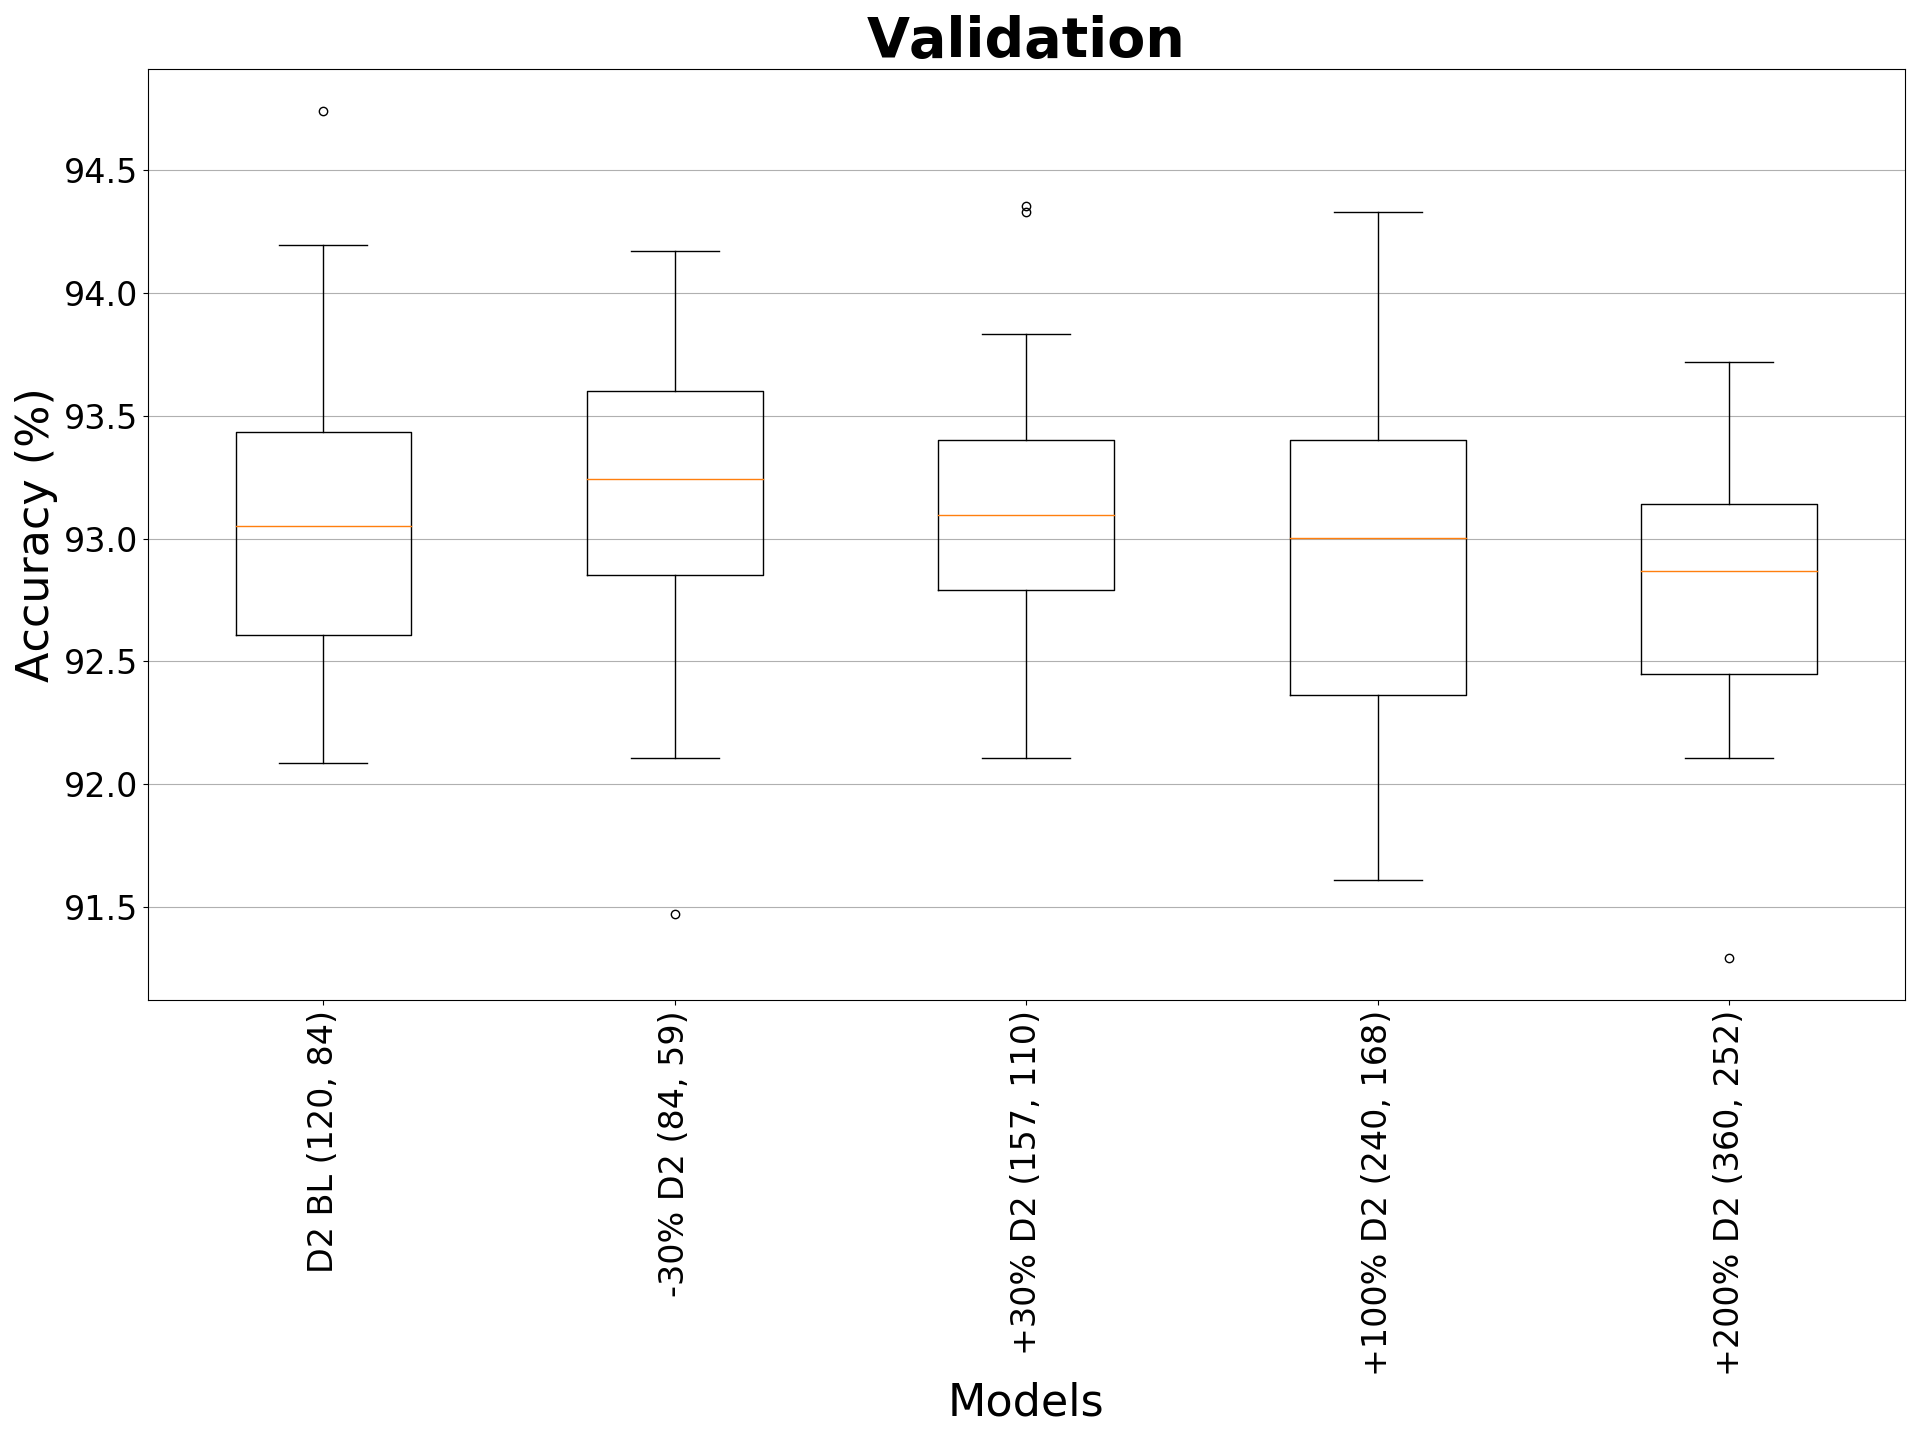 Validation
Accuracy (%)
94.5
94.0
93.5
93.0
92.5
92.0
91.5
D2 BL (120, 84)
-30% D2 (84, 59)
+30% D2 (157, 110)
+100% D2 (240, 168)
+200% D2 (360, 252)
Models